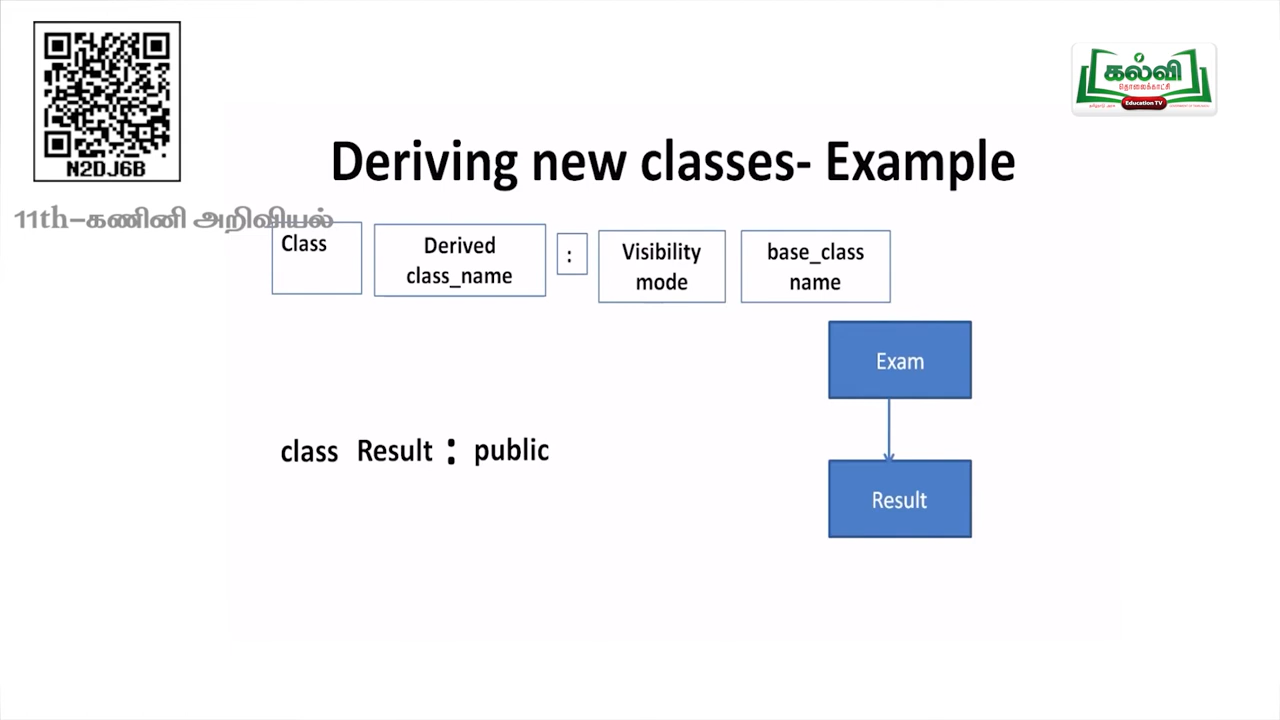 N2DJ6B
கல்வி
தொலைக்காட்சி
Education TV
Deriving new classes- Example
11th-கணினி அறிவியல்
Class
Derived
class_name
:
Visibility
mode
base_class
name
Exam
class Result : public
Result